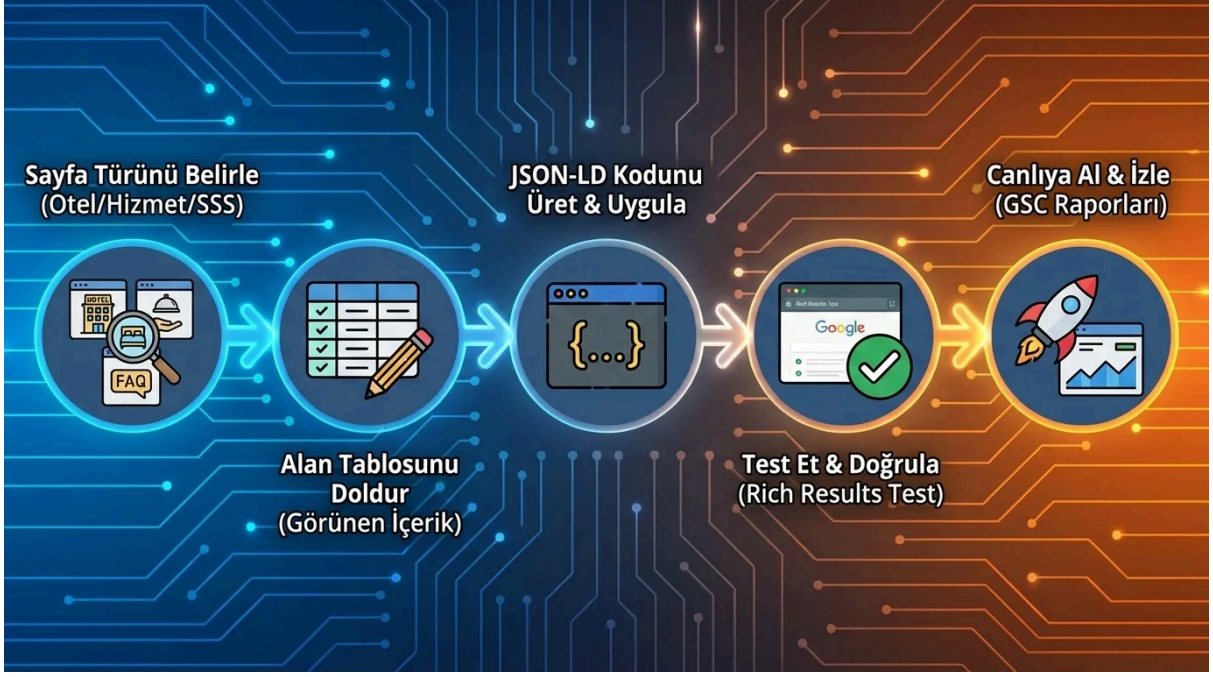 Sayfa Türünü Belirle
(Otel/Hizmet/SSS)
HOTEL
FAQ
Alan Tablosunu
Doldur
(Görünen İçerik)
JSON-LD Kodunu
Üret & Uygula
{...}
Google
Test Et & Doğrula
(Rich Results Test)
Canlıya Al & İzle
(GSC Raporları)